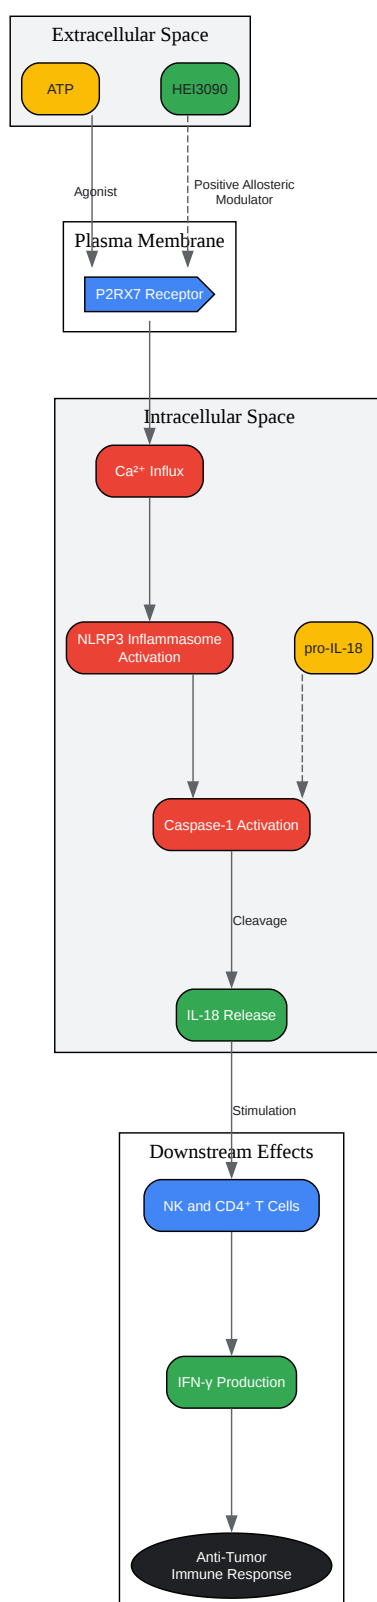 Extracellular Space
ATP
HEI3090
Agonist
Positive Allosteric
Modulator
Plasma Membrane
P2RX7 Receptor
Intracellular Space
Ca²⁺ Influx
NLRP3 Inflammasome
Activation
pro-IL-18
Caspase-1 Activation
Cleavage
IL-18 Release
Stimulation
Downstream Effects
NK and CD4⁺ T Cells
IFN-γ Production
Anti-Tumor
Immune Response